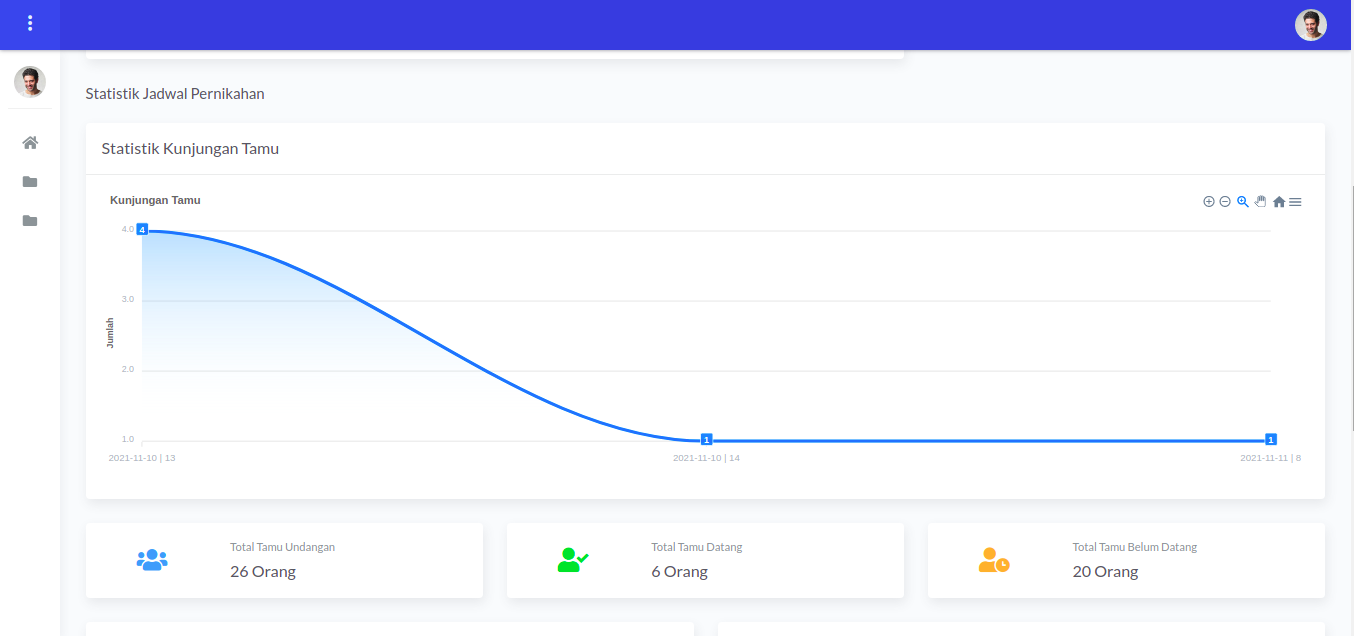 Statistik Jadwal Pernikahan
Statistik Kunjungan Tamu
Kunjungan Tamu
4.0
4
3.0
Jumlah
2.0
1.0
1
1
2021-11-10 | 13
2021-11-10 | 14
2021-11-11 | 8
Total Tamu Undangan
26 Orang
Total Tamu Datang
6 Orang
Total Tamu Belum Datang
20 Orang